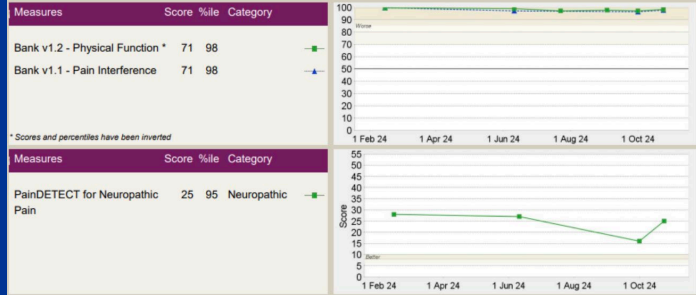 Measures Score %ile Category
Bank v1.2 - Physical Function * 71 98
Bank v1.1 - Pain Interference 71 98
* Scores and percentiles have been inverted
100
90
Worse
80
70
60
50
40
30
20
10
0
1 Feb 24 1 Apr 24 1 Jun 24 1 Aug 24 1 Oct 24
Measures Score %ile Category
PainDETECT for Neuropathic 25 95 Neuropathic
Pain
55
50
45
40
35
30
Score
25
20
15
10
Better
5
0
1 Feb 24 1 Apr 24 1 Jun 24 1 Aug 24 1 Oct 24